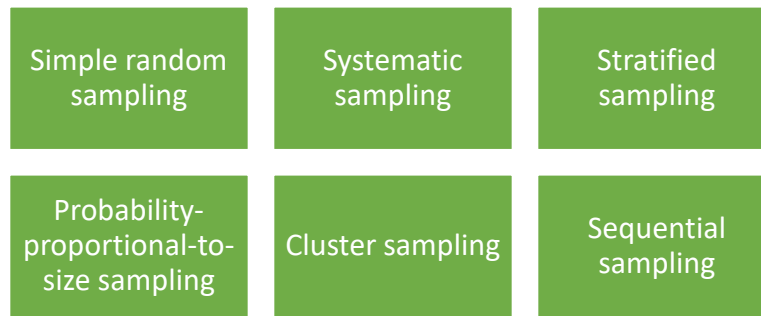 Simple random
sampling
Systematic
sampling
Stratified
sampling
Probability-
proportional-to-
size sampling
Cluster sampling
Sequential
sampling